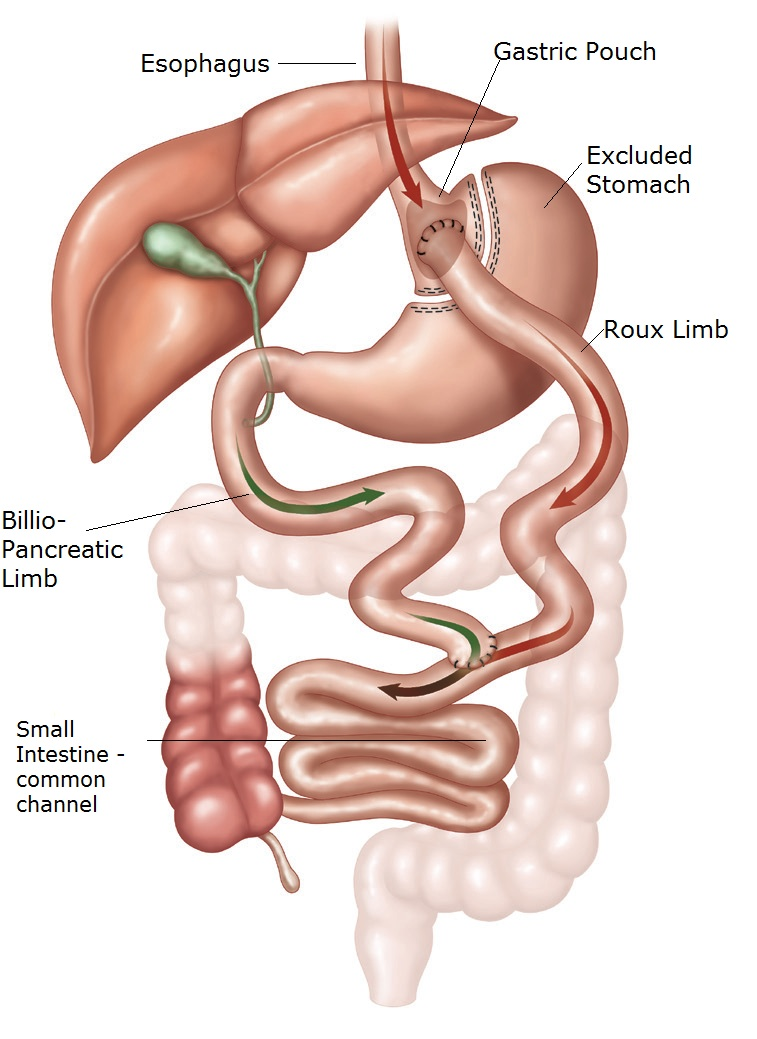 Esophagus
Gastric Pouch
Excluded
Stomach
Roux Limb
Billio-
Pancreatic
Limb
Small
Intestine -
common
channel